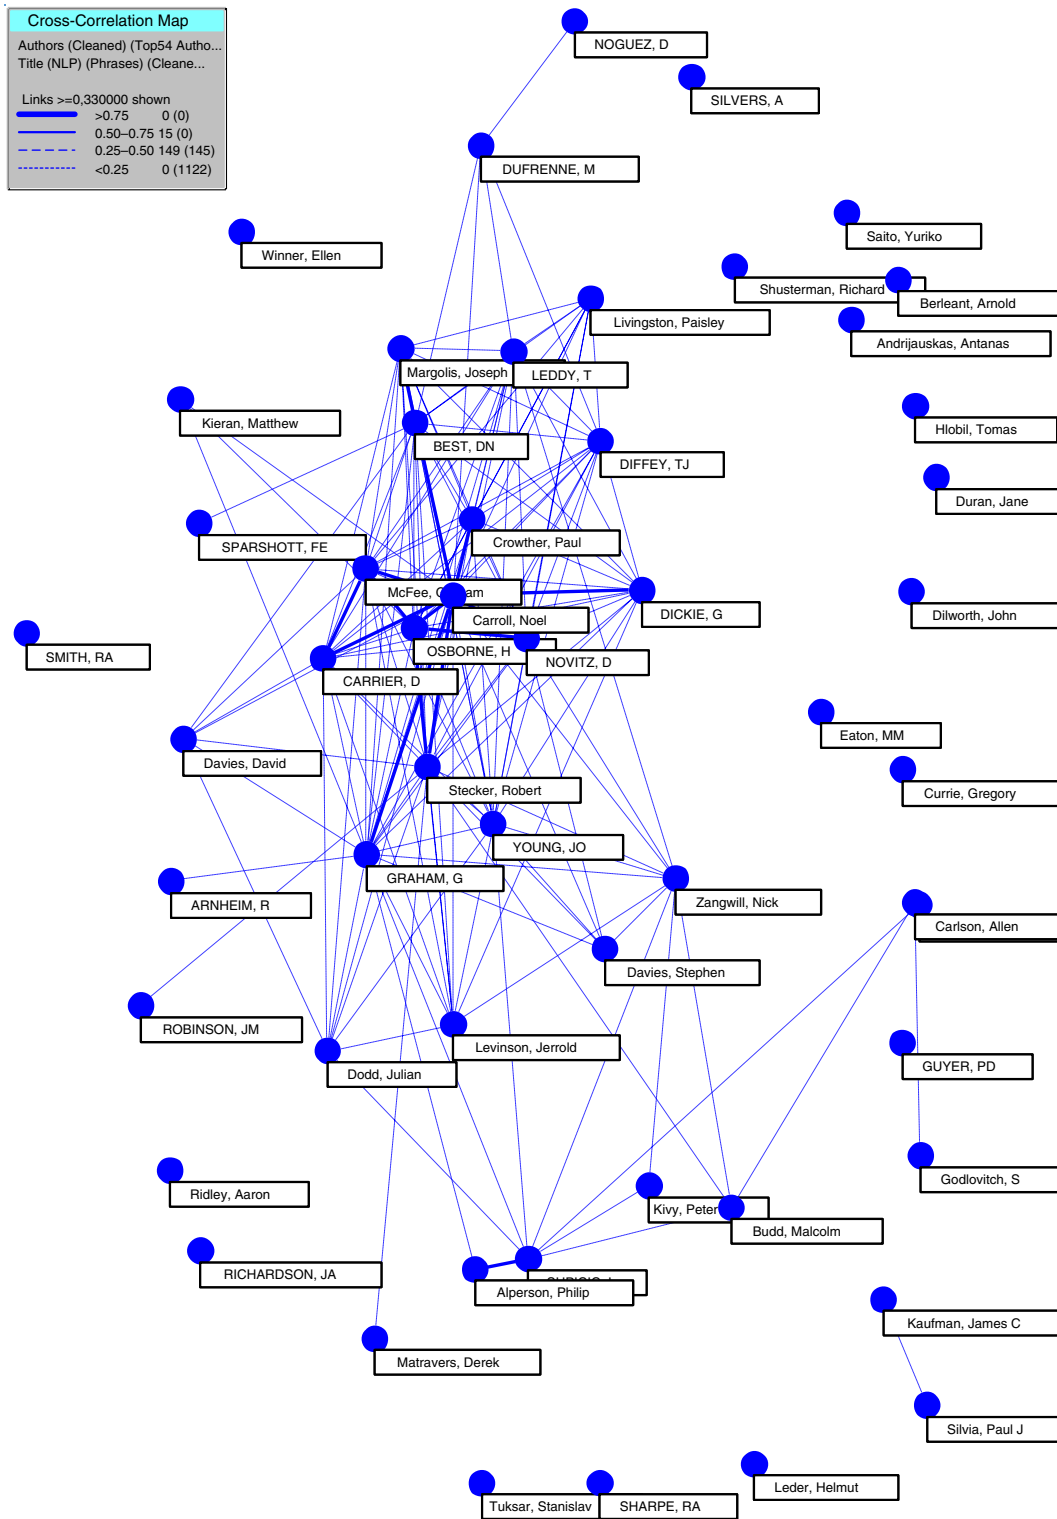 Cross-Correlation Map
Authors (Cleaned) (Top54 Autho...
Title (NLP) (Phrases) (Cleane...
Links >=0,330000 shown
>0.75 0 (0)
0.50–0.75 15 (0)
0.25–0.50 149 (145)
<0.25 0 (1122)
NOGUEZ, D
SILVERS, A
DUFRENNE, M
Saito, Yuriko
Winner, Ellen
Shusterman, Richard
Berleant, Arnold
Livingston, Paisley
Andrijauskas, Antanas
Margolis, Joseph
LEDDY, T
Kieran, Matthew
Hlobil, Tomas
BEST, DN
DIFFEY, TJ
Duran, Jane
SPARSHOTT, FE
Crowther, Paul
McFee,
Carroll, Noel
DICKIE, G
Dilworth, John
SMITH, RA
OSBORNE, H
NOVITZ, D
CARRIER, D
Eaton, MM
Davies, David
Currie, Gregory
Stecker, Robert
YOUNG, JO
GRAHAM, G
ARNHEIM, R
Zangwill, Nick
Carlson, Allen
Davies, Stephen
ROBINSON, JM
Levinson, Jerrold
GUYER, PD
Dodd, Julian
Godlovitch, S
Ridley, Aaron
Kivy, Peter
Budd, Malcolm
RICHARDSON, JA
Alperson, Philip
Kaufman, James C
Matravers, Derek
Silvia, Paul J
Leder, Helmut
Tuksar, Stanislav
SHARPE, RA